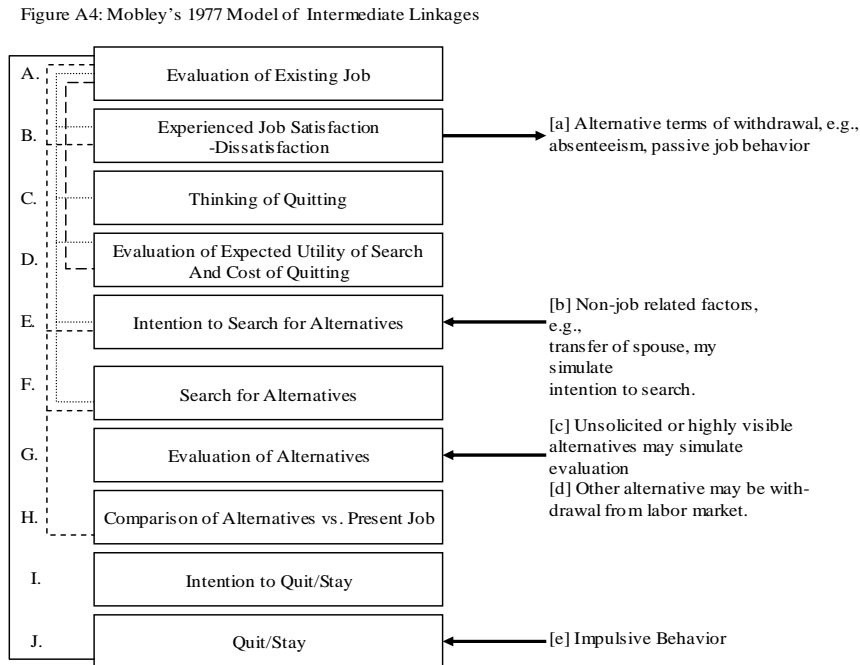 Figure A4: Mobley's 1977 Model of Intermediate Linkages
A.
Evaluation of Existing Job
B.
Experienced Job Satisfaction
-Dissatisfaction
[a] Alternative terms of withdrawal, e.g.,
absenteeism, passive job behavior
C.
Thinking of Quitting
D.
Evaluation of Expected Utility of Search
And Cost of Quitting
E.
Intention to Search for Alternatives
[b] Non-job related factors,
e.g.,
transfer of spouse, my
simulate
intention to search.
F.
Search for Alternatives
G.
Evaluation of Alternatives
[c] Unsolicited or highly visible
alternatives may simulate
evaluation
[d] Other alternative may be with-
drawal from labor market.
H.
Comparison of Alternatives vs. Present Job
I.
Intention to Quit/Stay
J.
Quit/Stay
[e] Impulsive Behavior